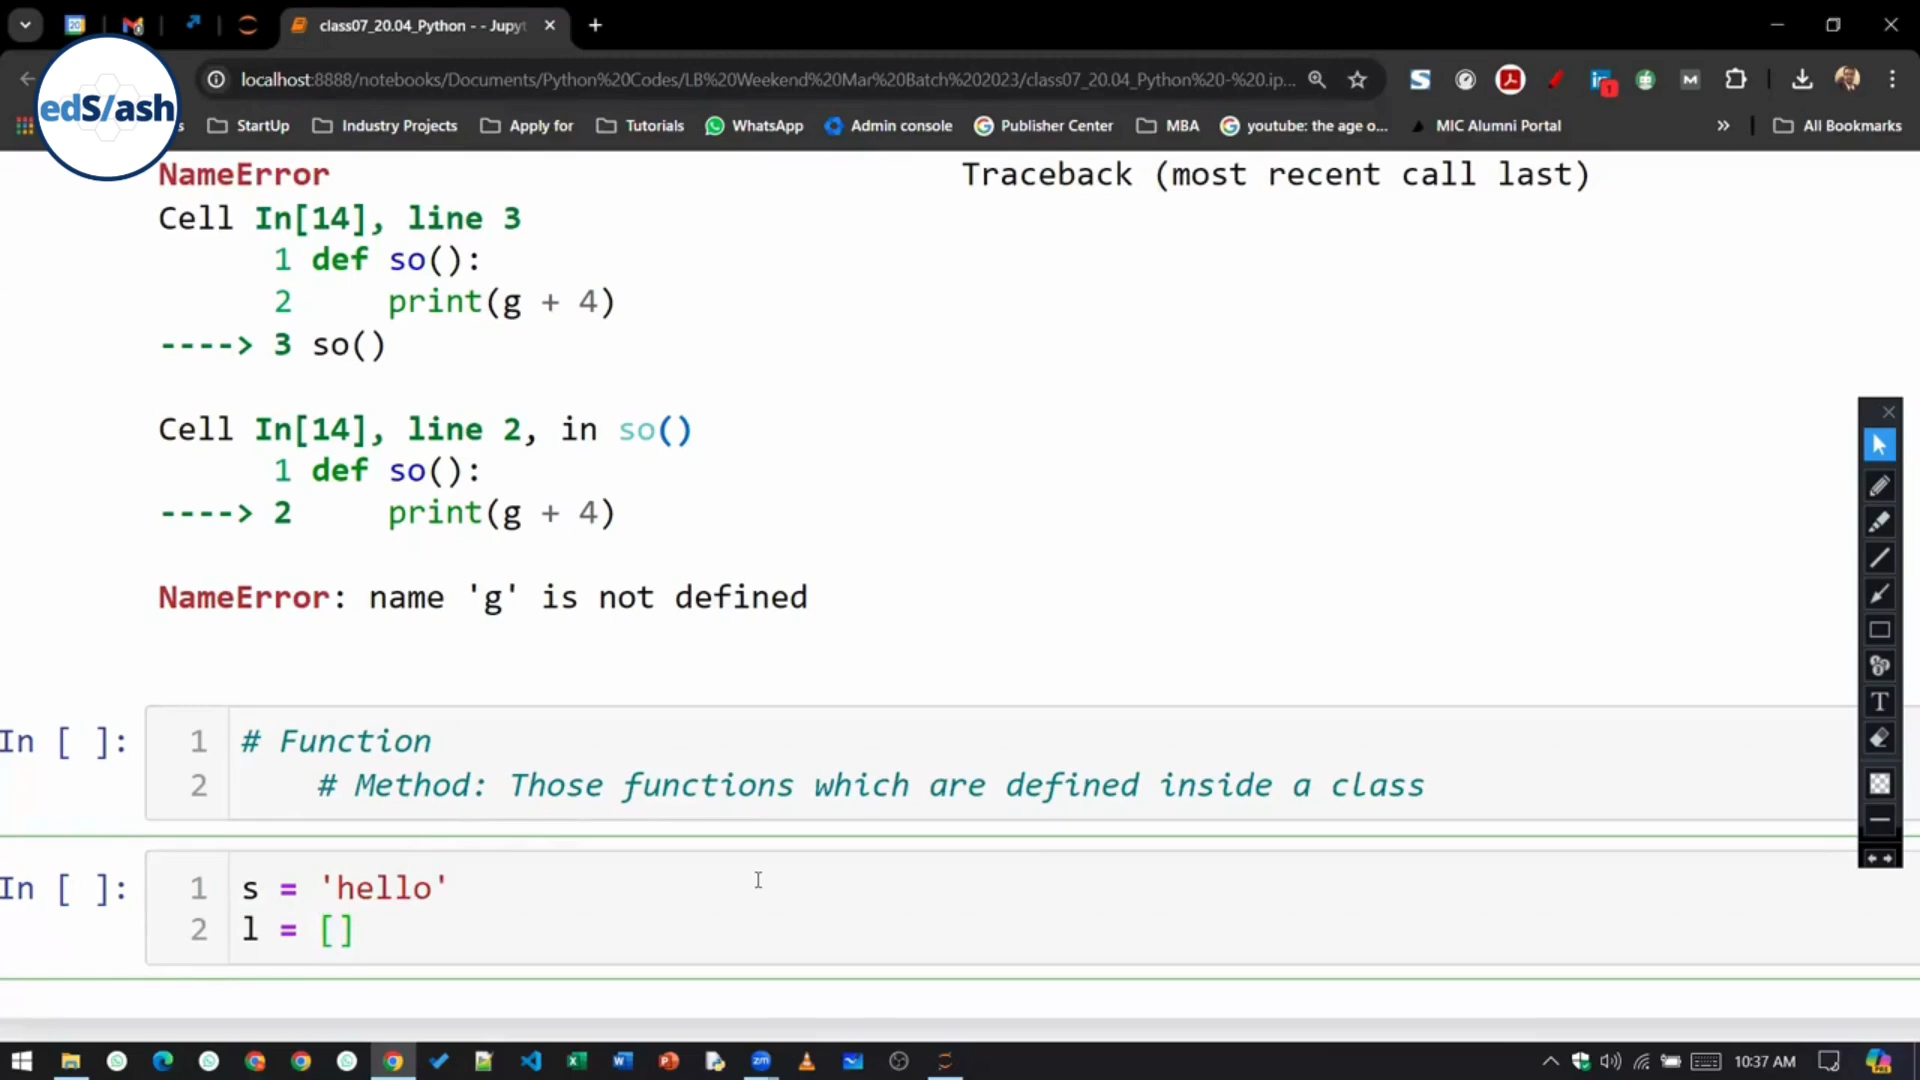 class07_20.04_Python - - Jupyt
localhost:8888/notebooks/Documents/Python%20Codes/LB%20Weekend%20Mar%20Batch%202023/class07_20.04_Python%20-%20.ip...
edS/ash
StartUp
Industry Projects
Apply for
Tutorials
WhatsApp
Admin console
Publisher Center
MBA
youtube: the age o...
MIC Alumni Portal
»
All Bookmarks
NameError Traceback (most recent call last)
Cell In[14], line 3
1 def so():
2 print(g + 4)
----> 3 so()
Cell In[14], line 2, in so()
1 def so():
----> 2 print(g + 4)
NameError: name 'g' is not defined
In [ ]:
1 # Function
2 # Method: Those functions which are defined inside a class
In [ ]:
1 s = 'hello'
2 l = []
T
10:37 AM